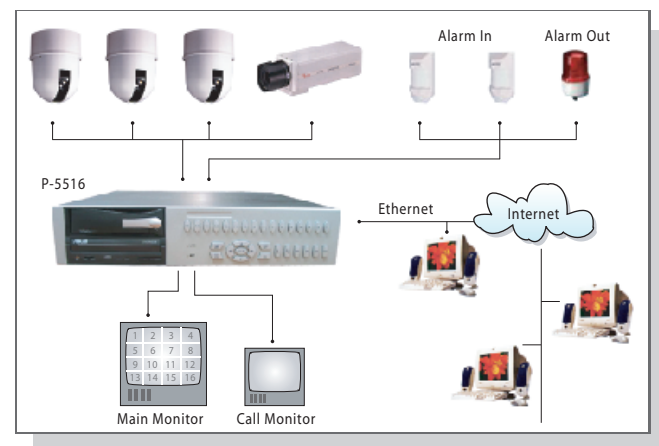 Alarm In
Alarm Out
P-5516
Ethernet
Internet
1 2 3 4
5 6 7 8
9 10 11 12
13 14 15 16
Main Monitor
Call Monitor